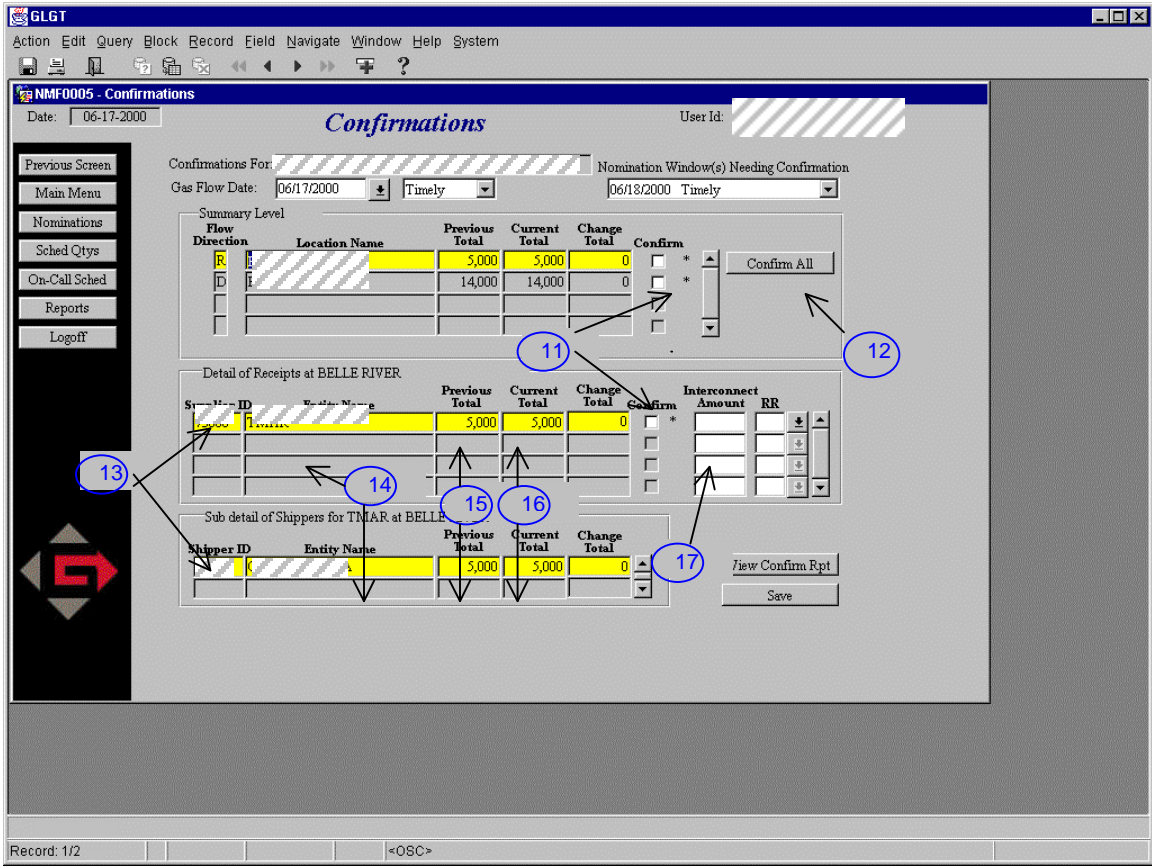 GLGT
Action Edit Query Block Record Field Navigate Window Help System
NMF0005 - Confirmations
Date: 06-17-2000
Confirmations
User Id:
Previous Screen
Main Menu
Nominations
Sched Qtys
On-Call Sched
Reports
Logoff
Confirmations For:
Nomination Window(s) Needing Confirmation
Gas Flow Date: 06/17/2000 Timely
06/18/2000 Timely
Summary Level
Flow Direction Location Name Previous Total Current Total Change Total Confirm
R 5,000 5,000 0 *
D 14,000 14,000 0 *
Confirm All
11
12
Detail of Receipts at BELLE RIVER
Supplier ID Entity Name Previous Total Current Total Change Total Confirm Interconnect Amount RR
5,000 5,000 0 *
13
14
15
16
17
Sub detail of Shippers for TMAR at BELLE
Shipper ID Entity Name Previous Total Current Total Change Total
5,000 5,000 0
View Confirm Rpt
Save
Record: 1/2
<OSC>